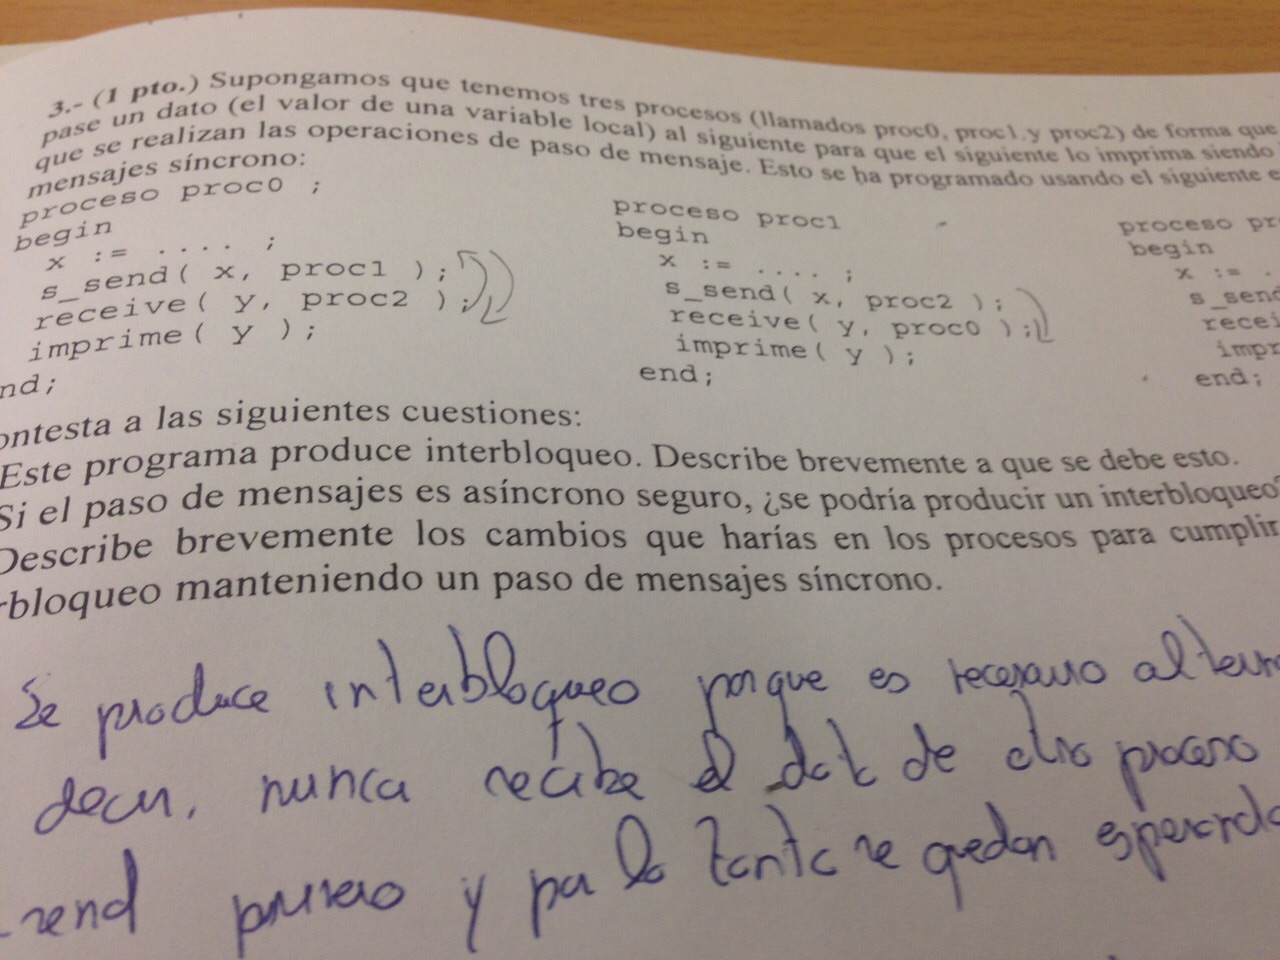 3.- (1 pto.) Supongamos que tenemos tres procesos (llamados proc0, proc1 y proc2) de forma que
pase un dato (el valor de una variable local) al siguiente para que el siguiente lo imprima siendo
que se realizan las operaciones de paso de mensaje. Esto se ha programado usando el siguiente e
mensajes síncrono:
proceso proc0 ;
begin
x := .... ;
s_send( x, proc1 );
receive( y, proc2 );
imprime( y );
nd;
proceso proc1
begin
x := .... ;
s_send( x, proc2 );
receive( y, proc0 );
imprime( y );
end;
proceso pr
begin
x := .
s_send
recei
impr
end;
ontesta a las siguientes cuestiones:
Este programa produce interbloqueo. Describe brevemente a que se debe esto.
Si el paso de mensajes es asíncrono seguro, ¿se podría producir un interbloqueo?
Describe brevemente los cambios que harías en los procesos para cumplir
rbloqueo manteniendo un paso de mensajes síncrono.
Se produce interbloqueo porque es necesario altern
decir, nunca recibe el dato de otro proceso
send primero y por lo tanto se quedan esperando